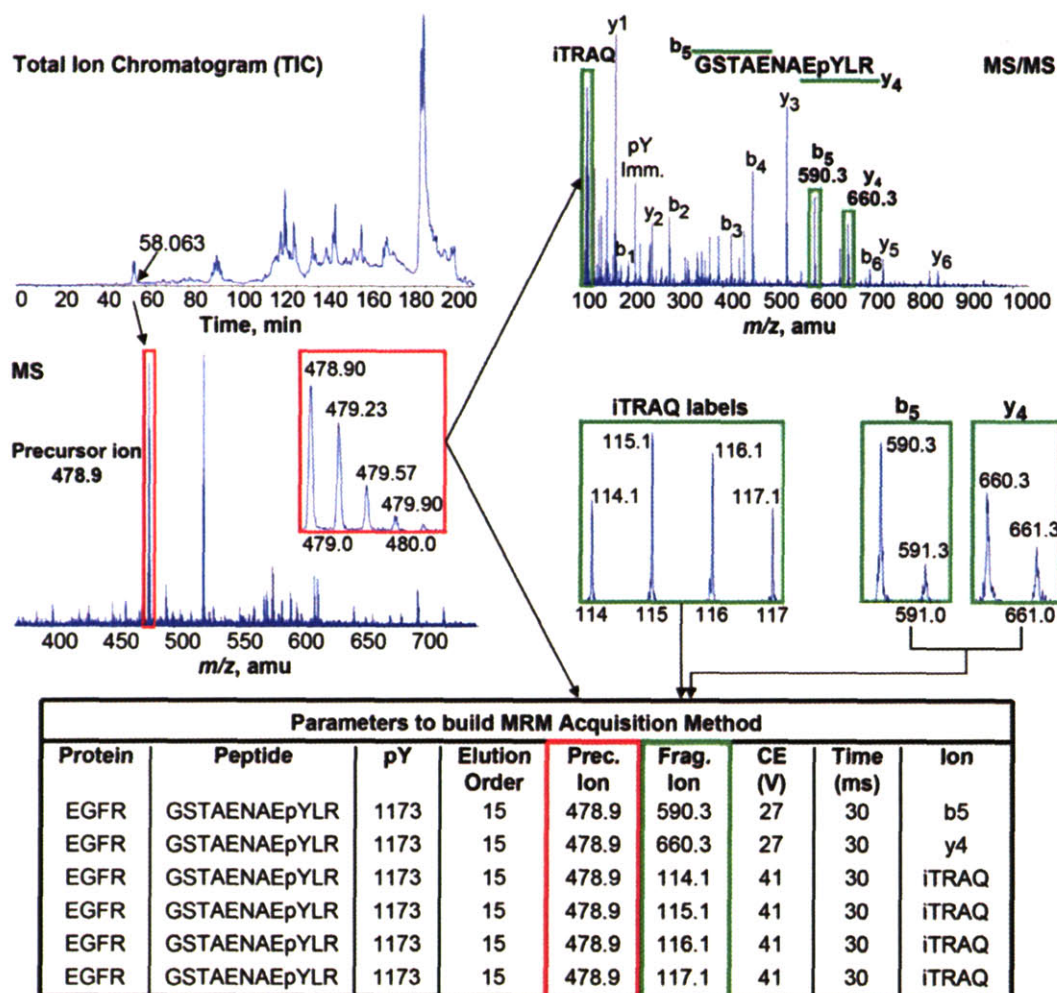 Total Ion Chromatogram (TIC)
58.063
0 20 40 60 80 100 120 140 160 180 200
Time, min
iTRAQ
y1
b5
GSTAENAEpYLR
y4
MS/MS
pY
Imm.
b1
y2
b2
b3
b4
y3
b5
590.3
y4
660.3
b6
y5
y6
100 200 300 400 500 600 700 800 900 1000
m/z, amu
MS
Precursor ion
478.9
478.90
479.23
479.57
479.90
479.0 480.0
400 450 500 550 600 650 700
m/z, amu
iTRAQ labels
114.1
115.1
116.1
117.1
114 115 116 117
b5
590.3
591.3
591.0
y4
660.3
661.3
661.0
Parameters to build MRM Acquisition Method
Protein Peptide pY Elution Order Prec. Ion Frag. Ion CE (V) Time (ms) Ion
EGFR GSTAENAEpYLR 1173 15 478.9 590.3 27 30 b5
EGFR GSTAENAEpYLR 1173 15 478.9 660.3 27 30 y4
EGFR GSTAENAEpYLR 1173 15 478.9 114.1 41 30 iTRAQ
EGFR GSTAENAEpYLR 1173 15 478.9 115.1 41 30 iTRAQ
EGFR GSTAENAEpYLR 1173 15 478.9 116.1 41 30 iTRAQ
EGFR GSTAENAEpYLR 1173 15 478.9 117.1 41 30 iTRAQ